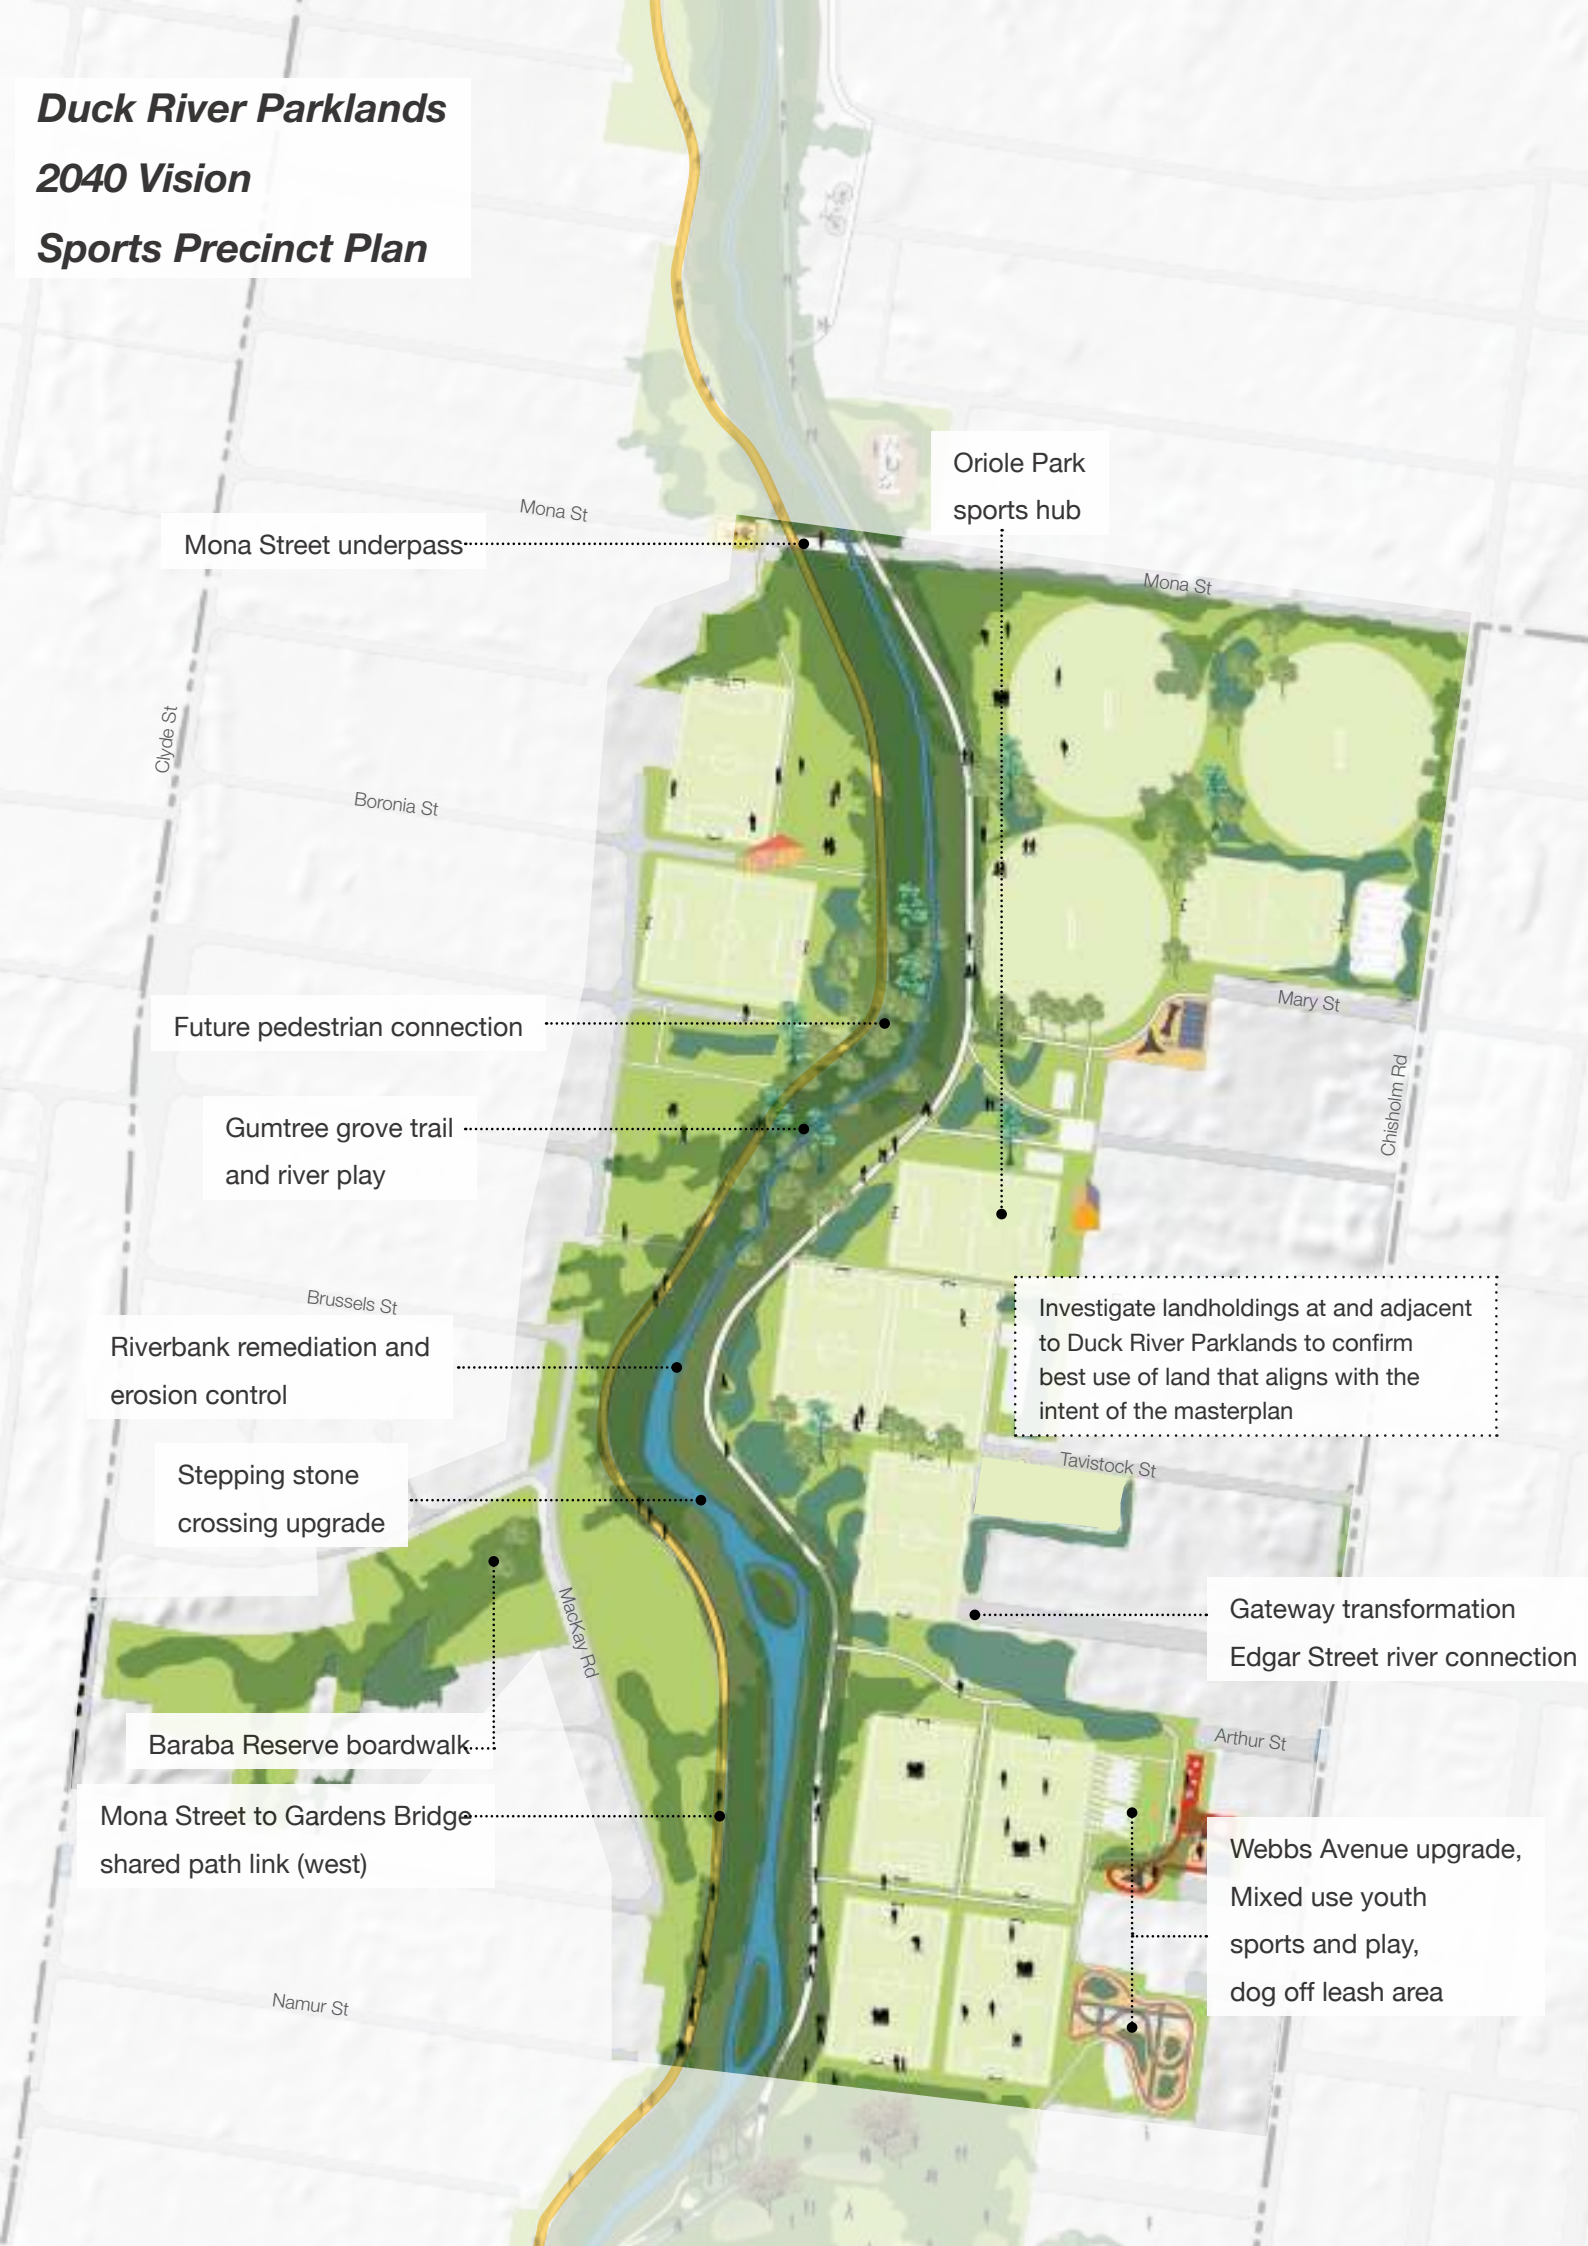 Duck River Parklands
2040 Vision
Sports Precinct Plan
Oriole Park
sports hub
Mona St
Mona Street underpass
Mona St
Clyde St
Boronia St
Mary St
Future pedestrian connection
Chisholm Rd
Gumtree grove trail
and river play
Brussels St
Investigate landholdings at and adjacent
to Duck River Parklands to confirm
best use of land that aligns with the
intent of the masterplan
Riverbank remediation and
erosion control
Tavistock St
Stepping stone
crossing upgrade
MacKay Rd
Gateway transformation
Edgar Street river connection
Baraba Reserve boardwalk
Arthur St
Mona Street to Gardens Bridge
shared path link (west)
Webbs Avenue upgrade,
Mixed use youth
sports and play,
dog off leash area
Namur St